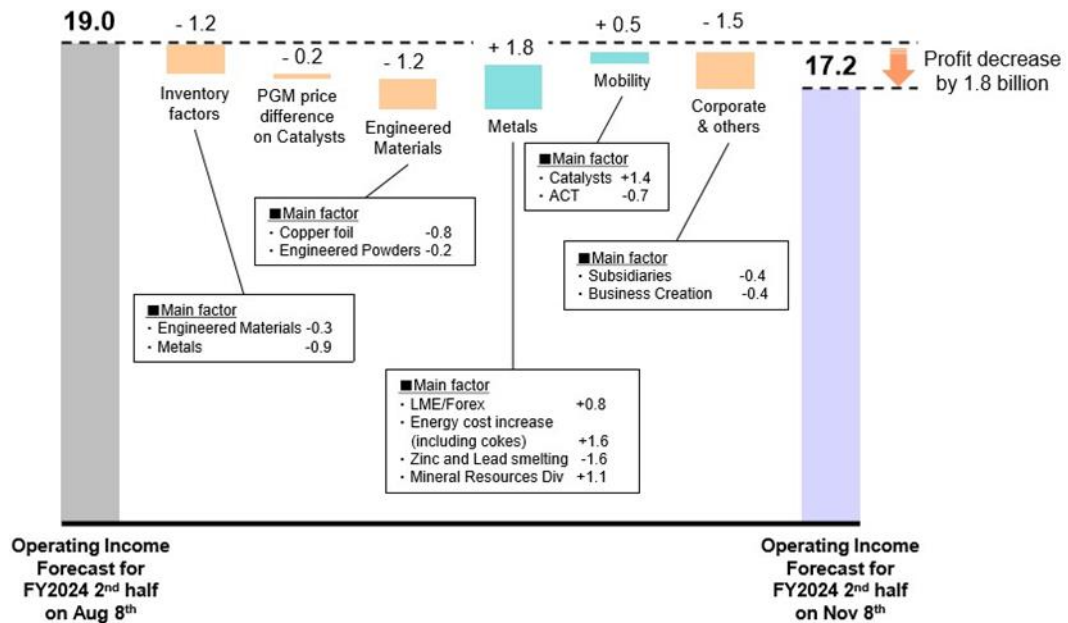 19.0
- 1.2
Inventory
factors
- 0.2
PGM price
difference
on Catalysts
- 1.2
Engineered
Materials
+ 1.8
Metals
+ 0.5
Mobility
- 1.5
Corporate
& others
17.2
Profit decrease
by 1.8 billion
■Main factor
・Catalysts +1.4
・ACT -0.7
■Main factor
・Copper foil -0.8
・Engineered Powders -0.2
■Main factor
・Subsidiaries -0.4
・Business Creation -0.4
■Main factor
・Engineered Materials -0.3
・Metals -0.9
■Main factor
・LME/Forex +0.8
・Energy cost increase
(including cokes) +1.6
・Zinc and Lead smelting -1.6
・Mineral Resources Div +1.1
Operating Income
Forecast for
FY2024 2nd half
on Aug 8th
Operating Income
Forecast for
FY2024 2nd half
on Nov 8th